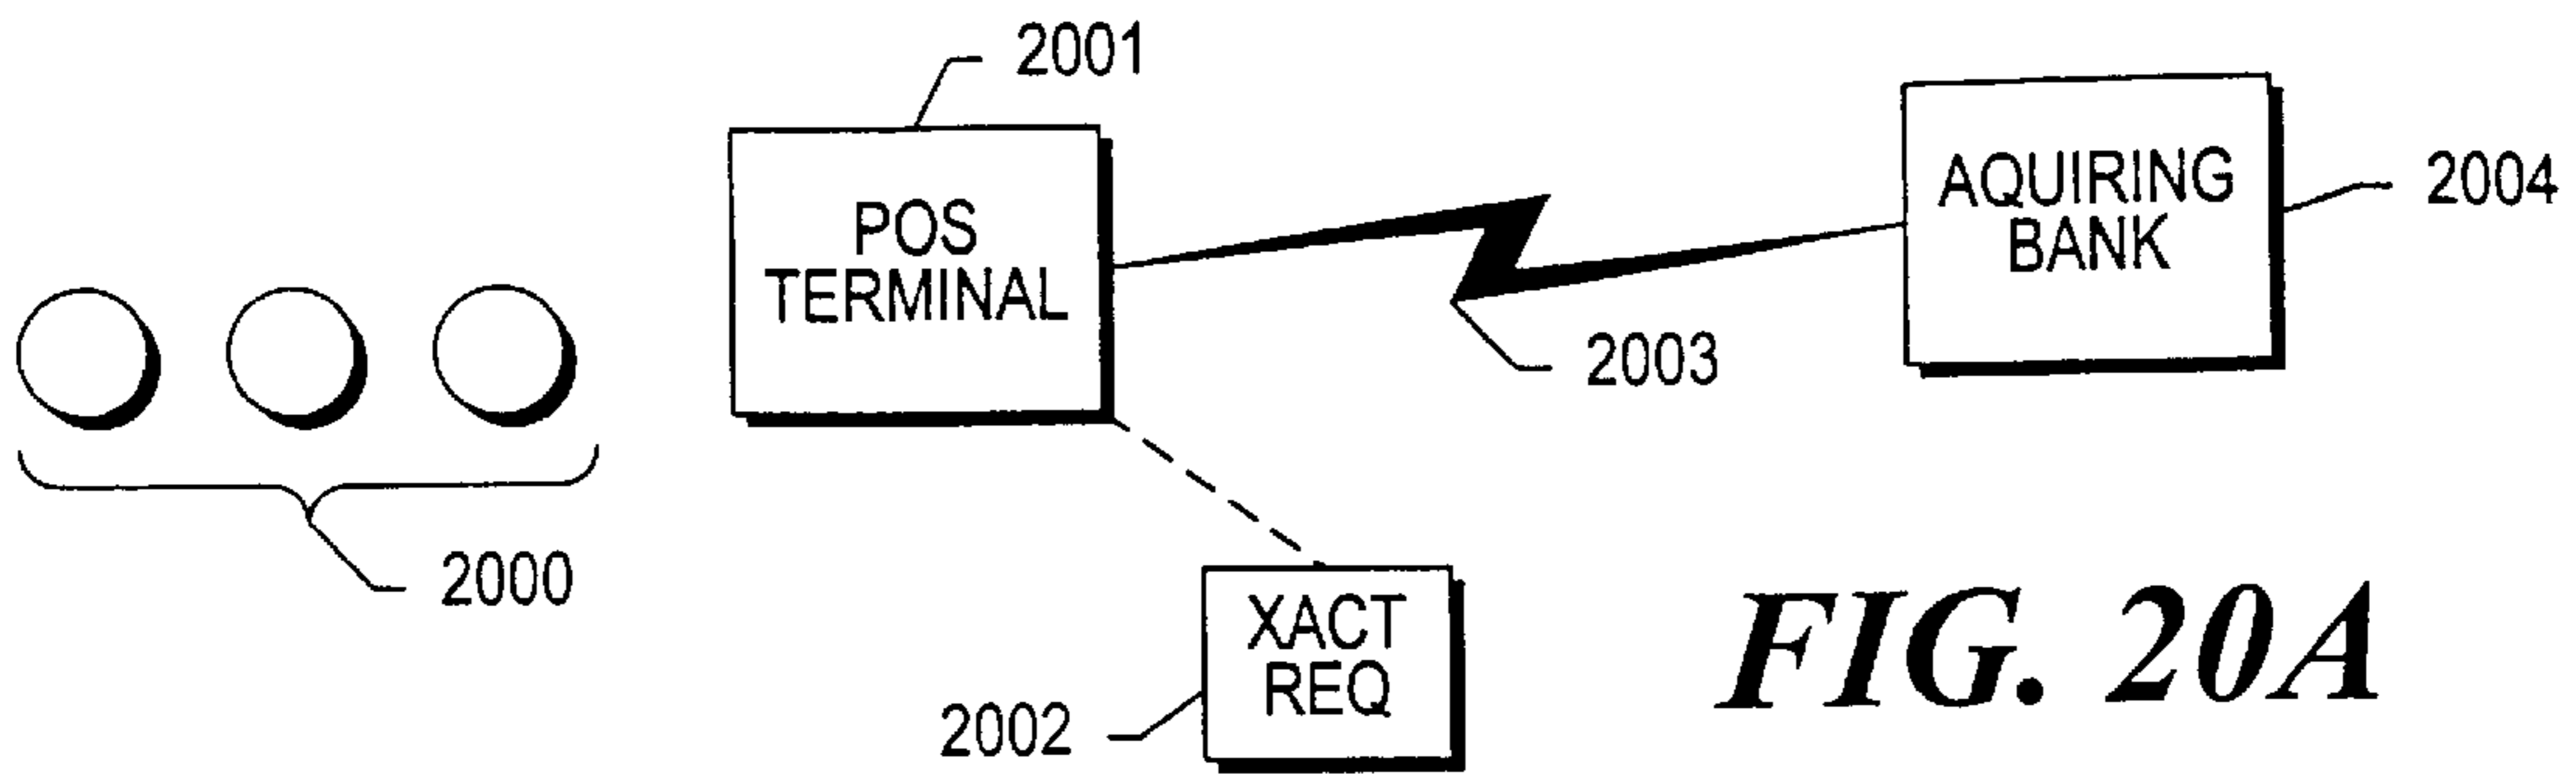 2001
POS
TERMINAL
AQUIRING
BANK
2004
2003
2000
XACT
REQ
2002
FIG. 20A